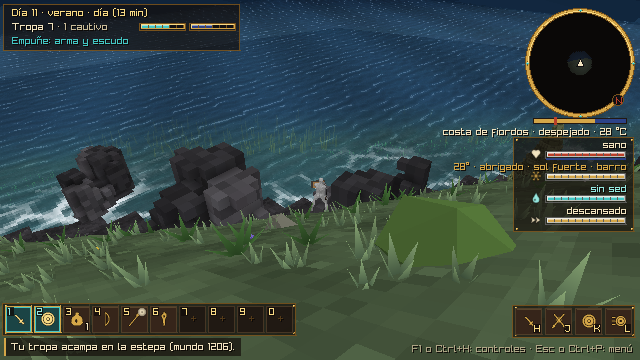 Día 11 · verano · día (13 min)
Tropa 7 · 1 cautivo
Empuñe: arma y escudo
N
costa de fiordos · despejado · 28 °C
sano
28° · abrigado · sol fuerte · barro
sin sed
descansado
1 2 3 1 4 5 6 7 8 9 0
H J K L
Tu tropa acampa en la estepa (mundo 1206).
F1 o Ctrl+H: controles · Esc o Ctrl+P: menú